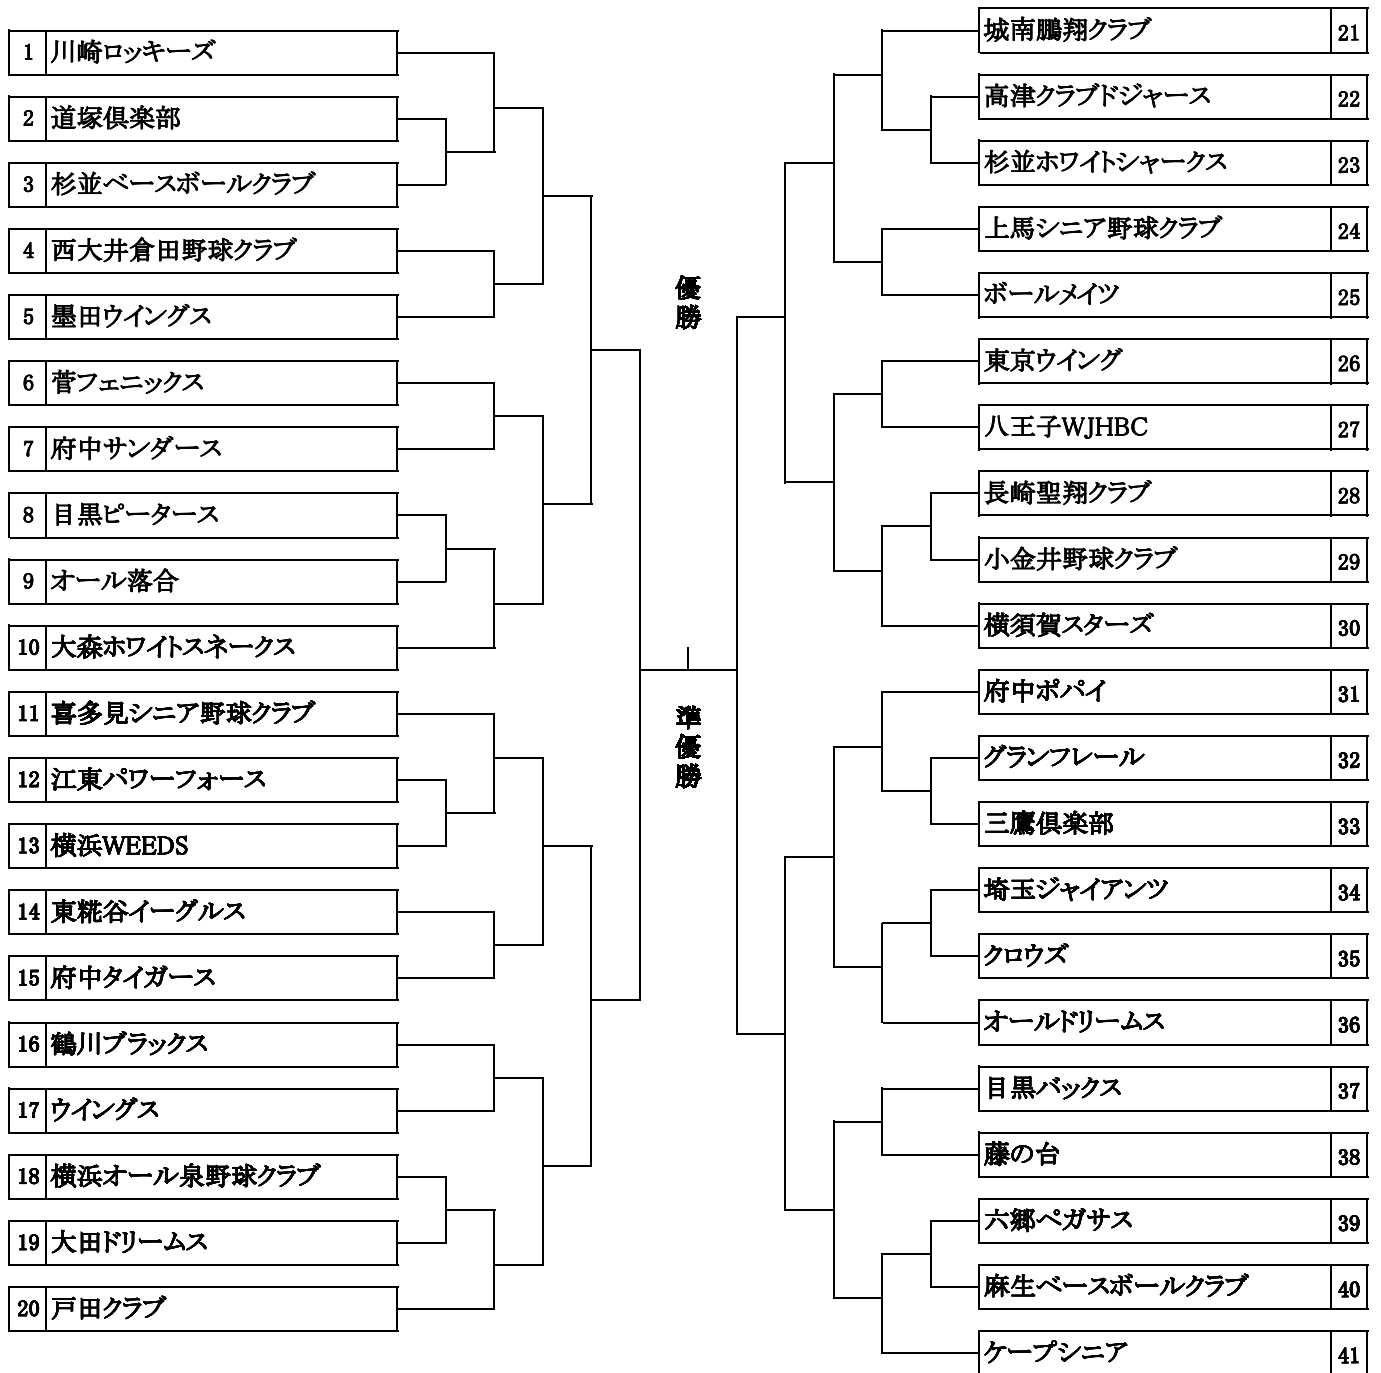 1 川崎ロッキーズ
2 道塚倶楽部
3 杉並ベースボールクラブ
4 西大井倉田野球クラブ
5 墨田ウイングス
6 菅フェニックス
7 府中サンダース
8 目黒ピータース
9 オール落合
10 大森ホワイトスネークス
11 喜多見シニア野球クラブ
12 江東パワーフォース
13 横浜WEEDS
14 東糀谷イーグルス
15 府中タイガース
16 鶴川ブラックス
17 ウイングス
18 横浜オール泉野球クラブ
19 大田ドリームス
20 戸田クラブ
優勝
準優勝
城南鵬翔クラブ 21
高津クラブドジャース 22
杉並ホワイトシャークス 23
上馬シニア野球クラブ 24
ボールメイツ 25
東京ウイング 26
八王子WJHBC 27
長崎聖翔クラブ 28
小金井野球クラブ 29
横須賀スターズ 30
府中ポパイ 31
グランフレール 32
三鷹倶楽部 33
埼玉ジャイアンツ 34
クロウズ 35
オールドリームス 36
目黒バックス 37
藤の台 38
六郷ペガサス 39
麻生ベースボールクラブ 40
ケープシニア 41